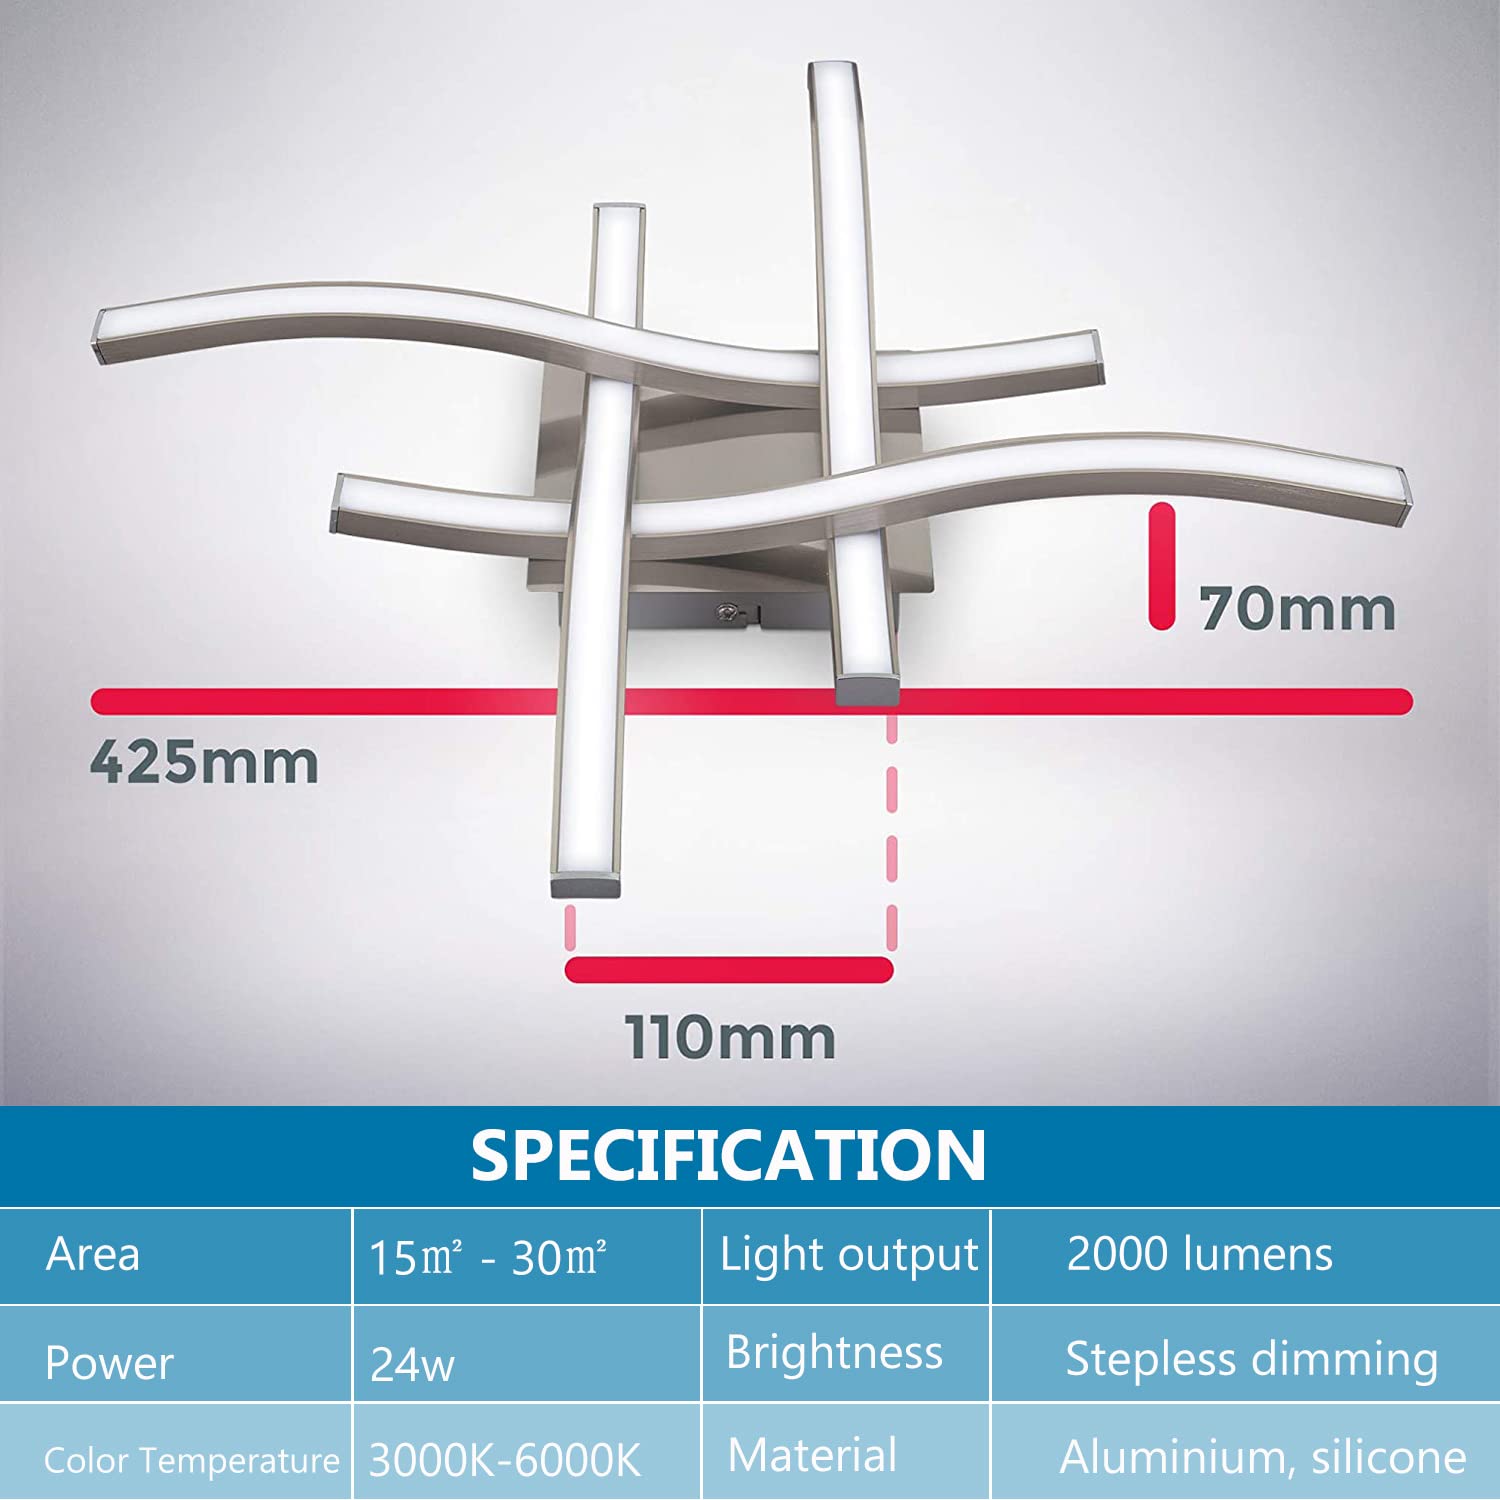 70mm
425mm
110mm
SPECIFICATION
Area 15㎡ - 30㎡ Light output 2000 lumens
Power 24w Brightness Stepless dimming
Color Temperature 3000K-6000K Material Aluminium, silicone